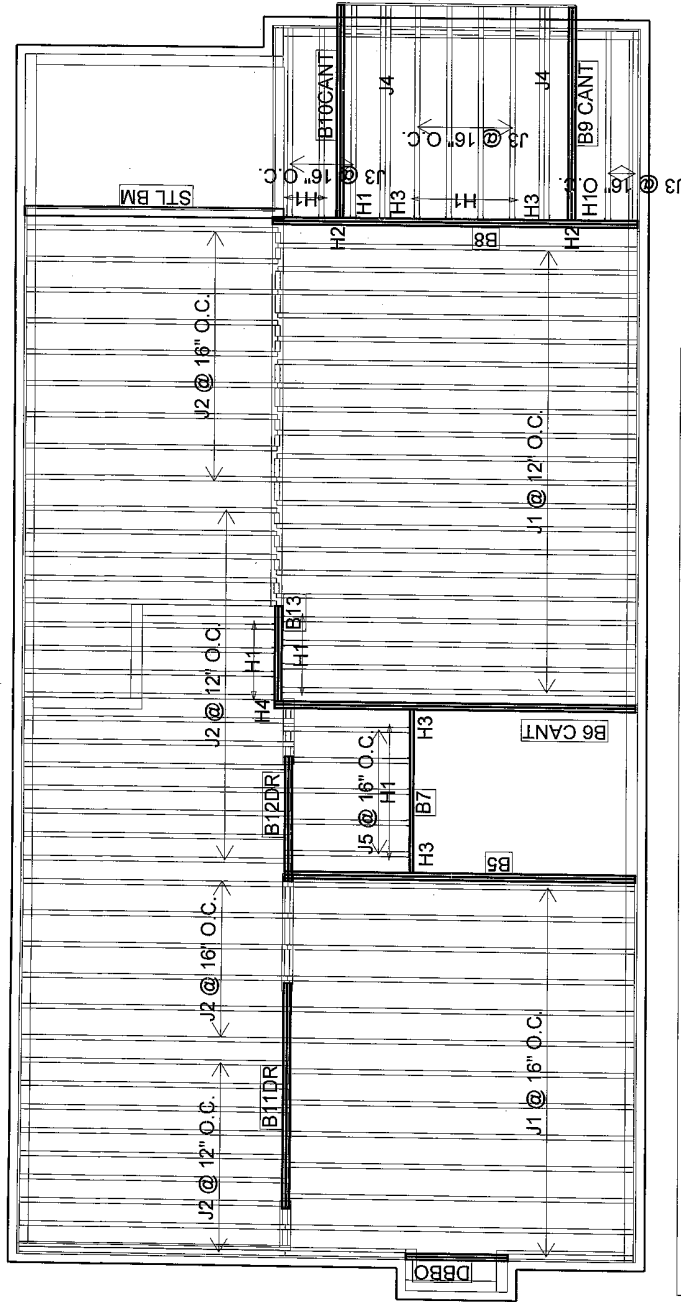 B10CANT
J4
J4
B9 CANT
J3 @ 16" O.C.
J3 @ 16" O.C.
J3 @ 16" O.C.
H1
H1
H3
H1
H3
H1
STL BM
H2
B8
H2
J2 @ 16" O.C.
J1 @ 12" O.C.
J2 @ 12" O.C.
H1
B13
H1
H4
B6 CANT
H3
B12DR
J5 @ 16" O.C.
H1
B7
H3
B5
J2 @ 16" O.C.
B11DR
J1 @ 16" O.C.
J2 @ 12" O.C.
DBBO